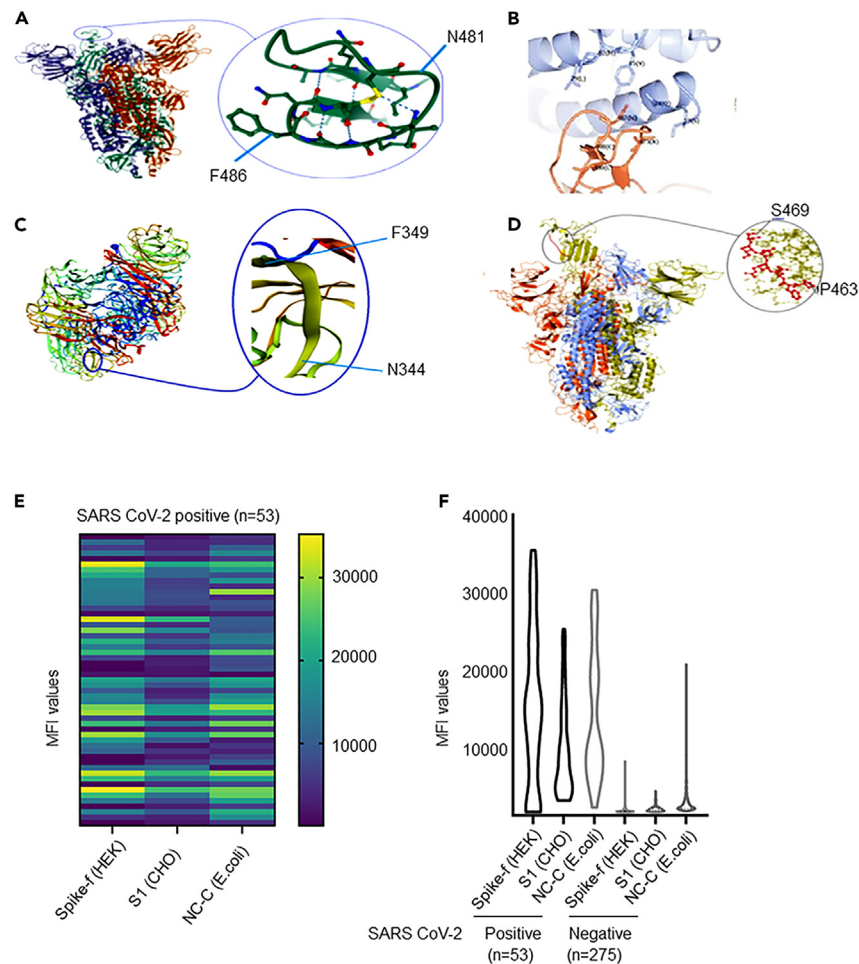 A
N481
F486
B
C
F349
N344
D
S469
P463
E
SARS CoV-2 positive (n=53)
MFI values
30000
20000
10000
Spike-f (HEK)
S1 (CHO)
NC-C (E.coli)
F
MFI values
40000
30000
20000
10000
Spike-f (HEK)
S1 (CHO)
NC-C (E.coli)
Spike-f (HEK)
S1 (CHO)
NC-C (E.coli)
SARS CoV-2
Positive
(n=53)
Negative
(n=275)